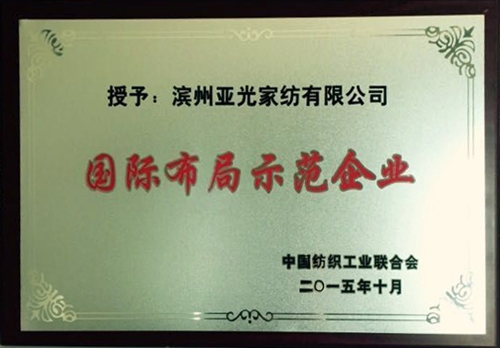 授予：滨州亚光家纺有限公司
国际布局示范企业
中国纺织工业联合会
二〇一五年十月